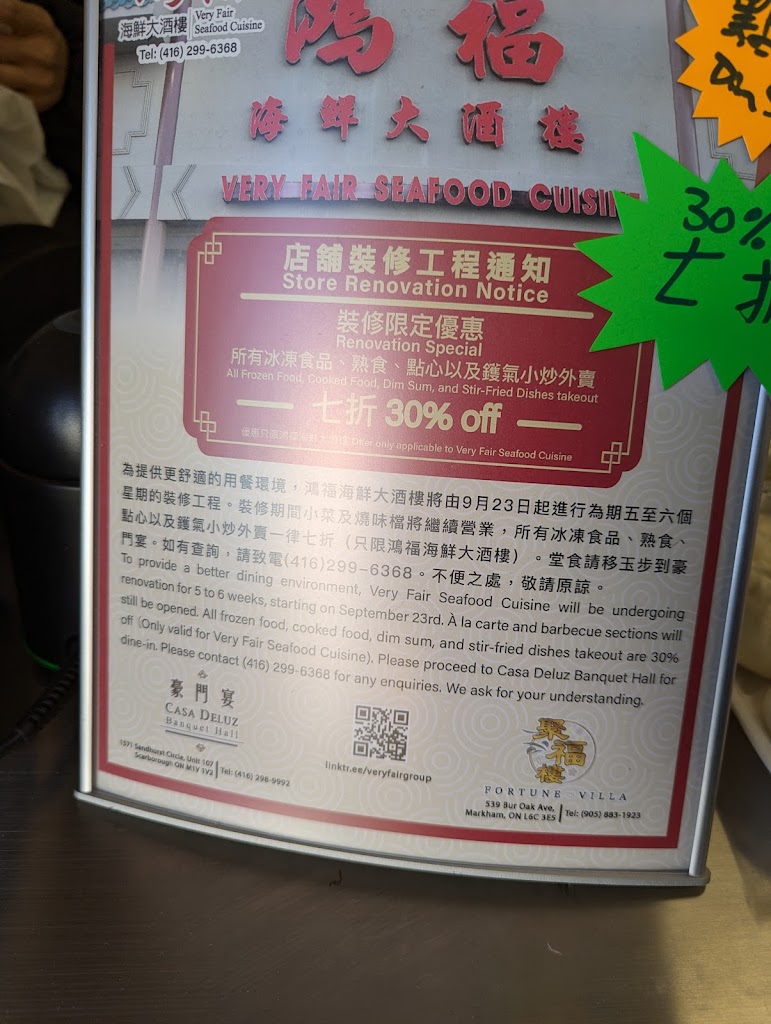 海鮮大酒樓
Very Fair
Seafood Cuisine
Tel: (416) 299-6368
鴻福
海鮮大酒樓
VERY FAIR SEAFOOD CUISINE
30%
七折
店舖裝修工程通知
Store Renovation Notice
裝修限定優惠
Renovation Special
所有冰凍食品、熟食、點心以及鑊氣小炒外賣
All Frozen Food, Cooked Food, Dim Sum, and Stir-Fried Dishes takeout
七折 30% off
Offer only applicable to Very Fair Seafood Cuisine
為提供更舒適的用餐環境，鴻福海鮮大酒樓將由9月23日起進行為期五至六個
星期的裝修工程。裝修期間小菜及燒味檔將繼續營業，所有冰凍食品、熟食、
點心以及鑊氣小炒外賣一律七折（只限鴻福海鮮大酒樓）。堂食請移玉步到豪
門宴。如有查詢，請致電(416)299-6368。不便之處，敬請原諒。
To provide a better dining environment, Very Fair Seafood Cuisine will be undergoing
renovation for 5 to 6 weeks, starting on September 23rd. À la carte and barbecue sections will
still be opened. All frozen food, cooked food, dim sum, and stir-fried dishes takeout are 30%
off (Only valid for Very Fair Seafood Cuisine). Please proceed to Casa Deluz Banquet Hall for
dine-in. Please contact (416) 299-6368 for any enquiries. We ask for your understanding.
豪門宴
CASA DELUZ
Banquet Hall
1571 Sandhurst Circle, Unit 107
Scarborough ON M1V 1V2
Tel: (416) 298-9992
linktr.ee/veryfairgroup
聚福樓
FORTUNE VILLA
539 Bur Oak Ave,
Markham, ON L6C 3E5
Tel: (905) 883-1923